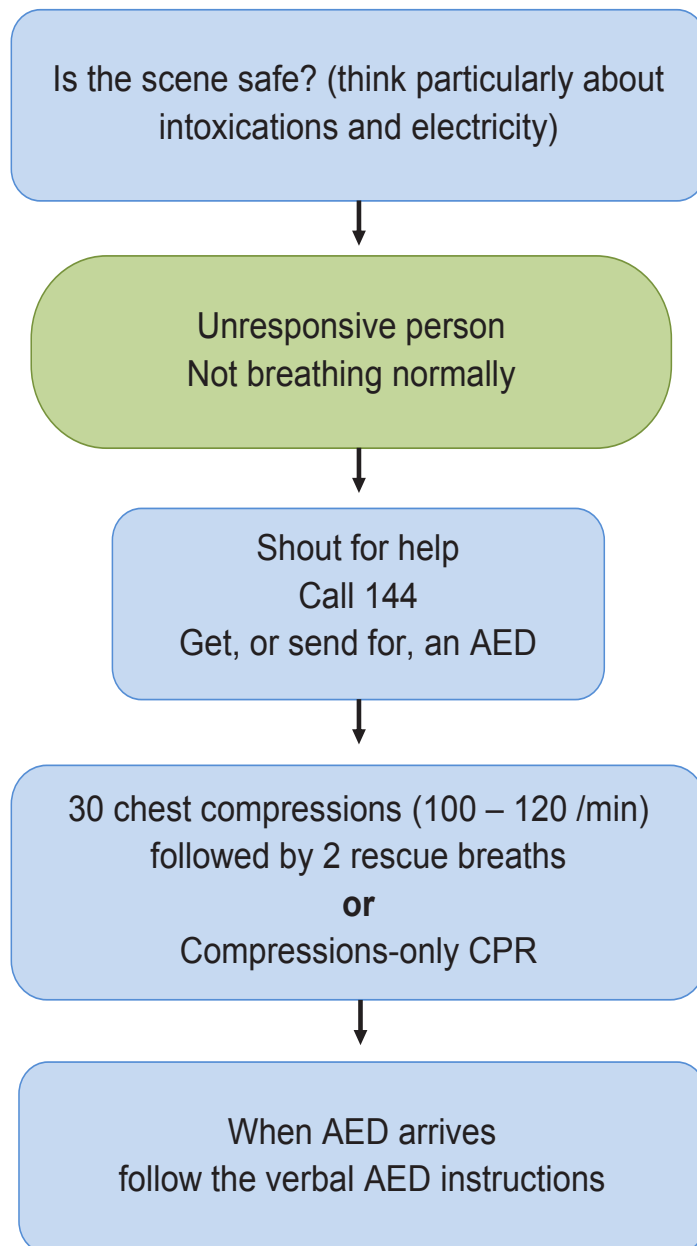 Is the scene safe? (think particularly about
intoxications and electricity)
Unresponsive person
Not breathing normally
Shout for help
Call 144
Get, or send for, an AED
30 chest compressions (100 – 120 /min)
followed by 2 rescue breaths
or
Compressions-only CPR
When AED arrives
follow the verbal AED instructions